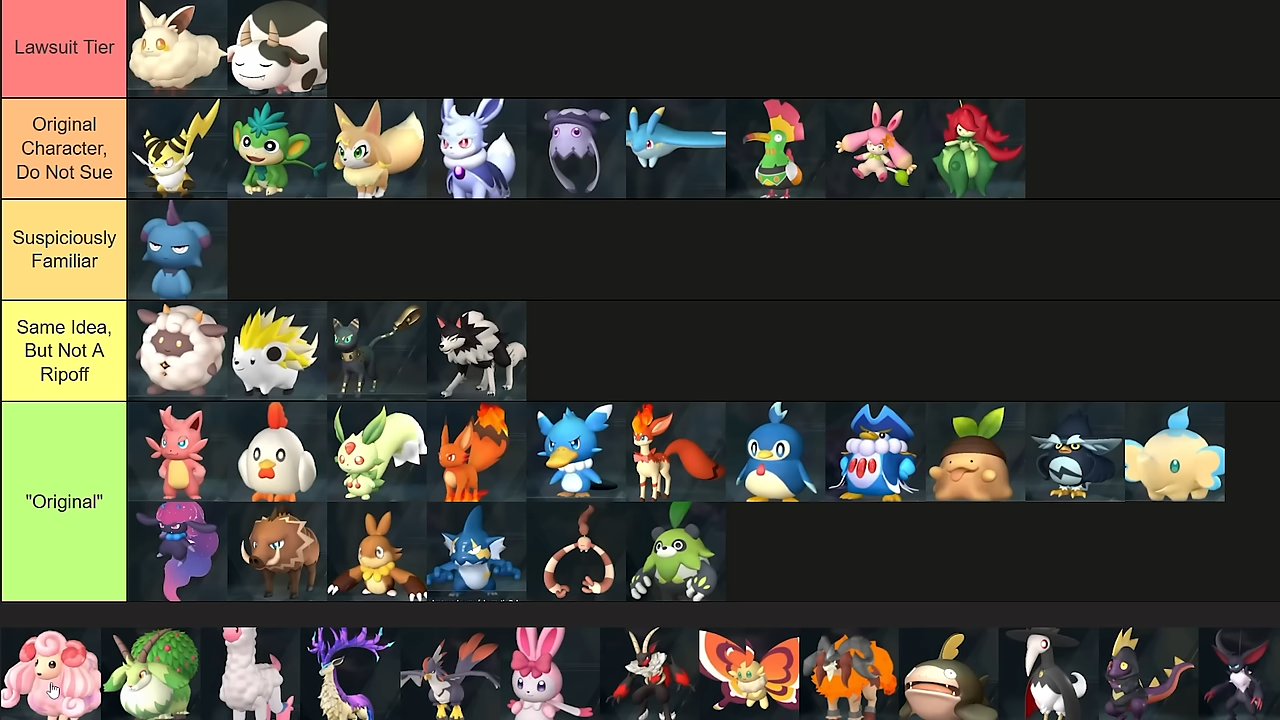 Lawsuit Tier
Original
Character,
Do Not Sue
Suspiciously
Familiar
Same Idea,
But Not A
Ripoff
"Original"